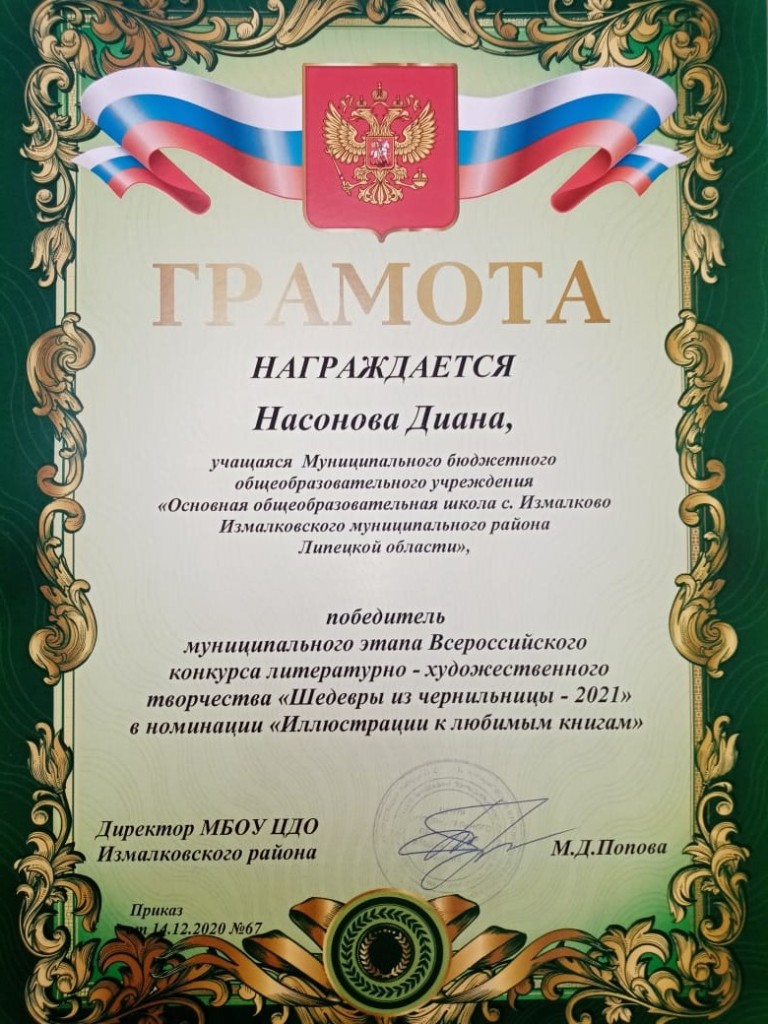 ГРАМОТА
НАГРАЖДАЕТСЯ
Насонова Диана,
учащаяся Муниципального бюджетного
общеобразовательного учреждения
«Основная общеобразовательная школа с. Измалково
Измалковского муниципального района
Липецкой области»,
победитель
муниципального этапа Всероссийского
конкурса литературно - художественного
творчества «Шедевры из чернильницы - 2021»
в номинации «Иллюстрации к любимым книгам»
Директор МБОУ ЦДО
Измалковского района
М.Д.Попова
Приказ
от 14.12.2020 №67